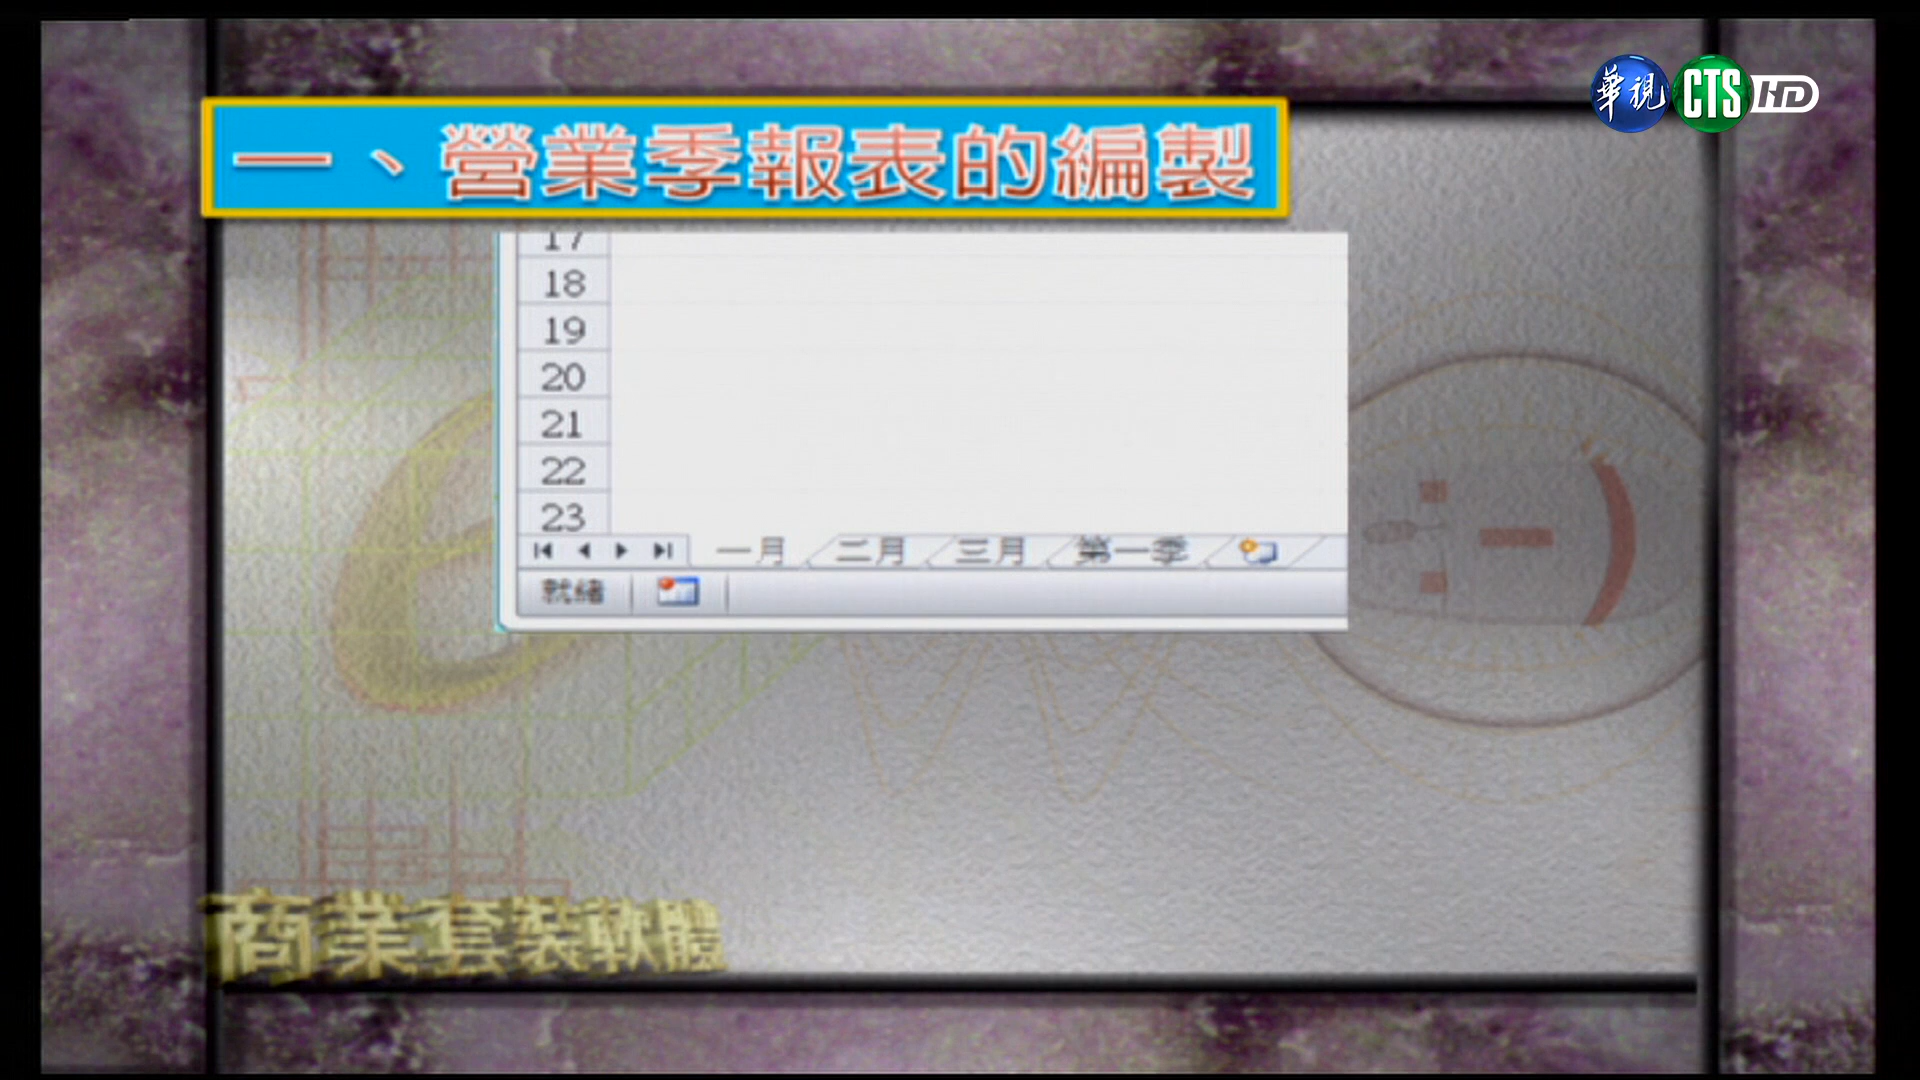 華視 CTS HD
一、營業季報表的編製
17
18
19
20
21
22
23
一月 二月 三月 第一季
就緒
商業套裝軟體